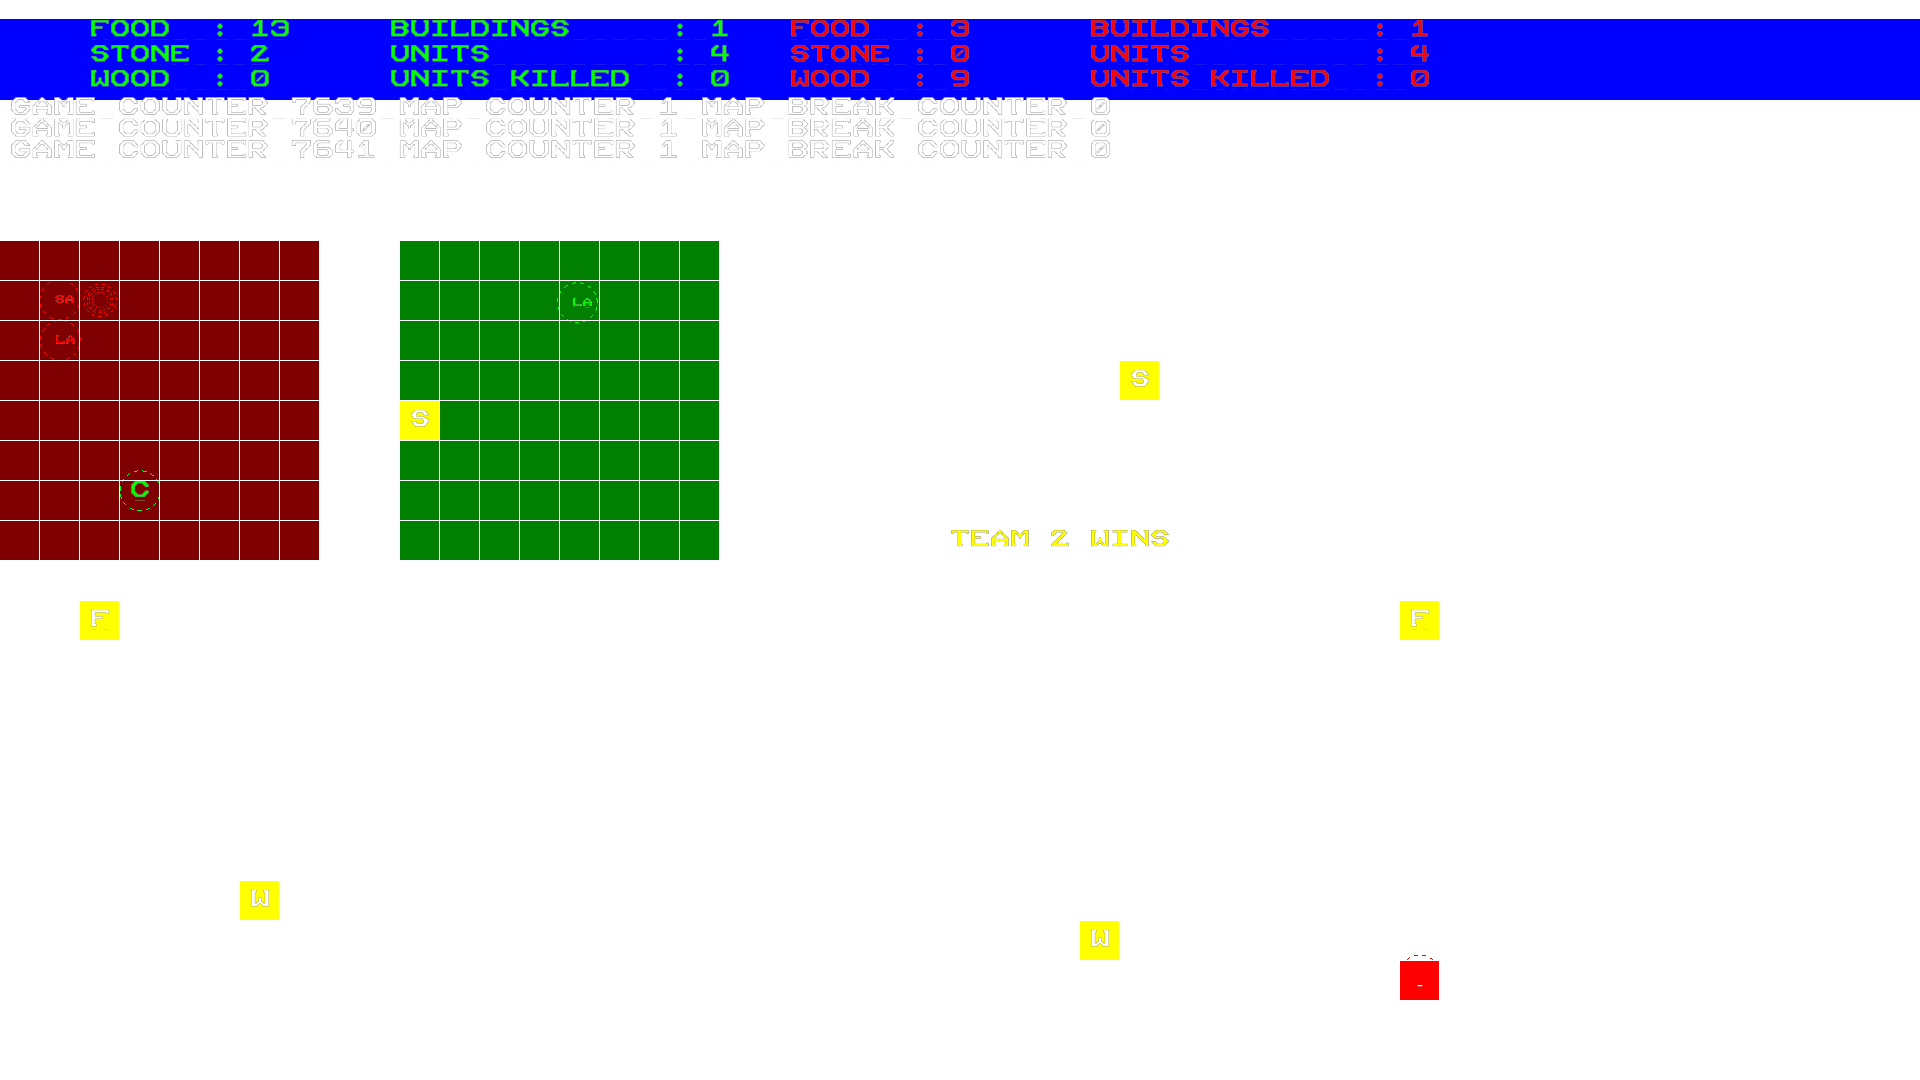 FOOD : 13 BUILDINGS : 1 FOOD : 3 BUILDINGS : 1
STONE : 2 UNITS : 4 STONE : 0 UNITS : 4
WOOD : 0 UNITS KILLED : 0 WOOD : 9 UNITS KILLED : 0
GAME COUNTER 7639 MAP COUNTER 1 MAP BREAK COUNTER 0
GAME COUNTER 7640 MAP COUNTER 1 MAP BREAK COUNTER 0
GAME COUNTER 7641 MAP COUNTER 1 MAP BREAK COUNTER 0
SA
LA
LA
S
S
C
TEAM 2 WINS
F
F
W
W
-